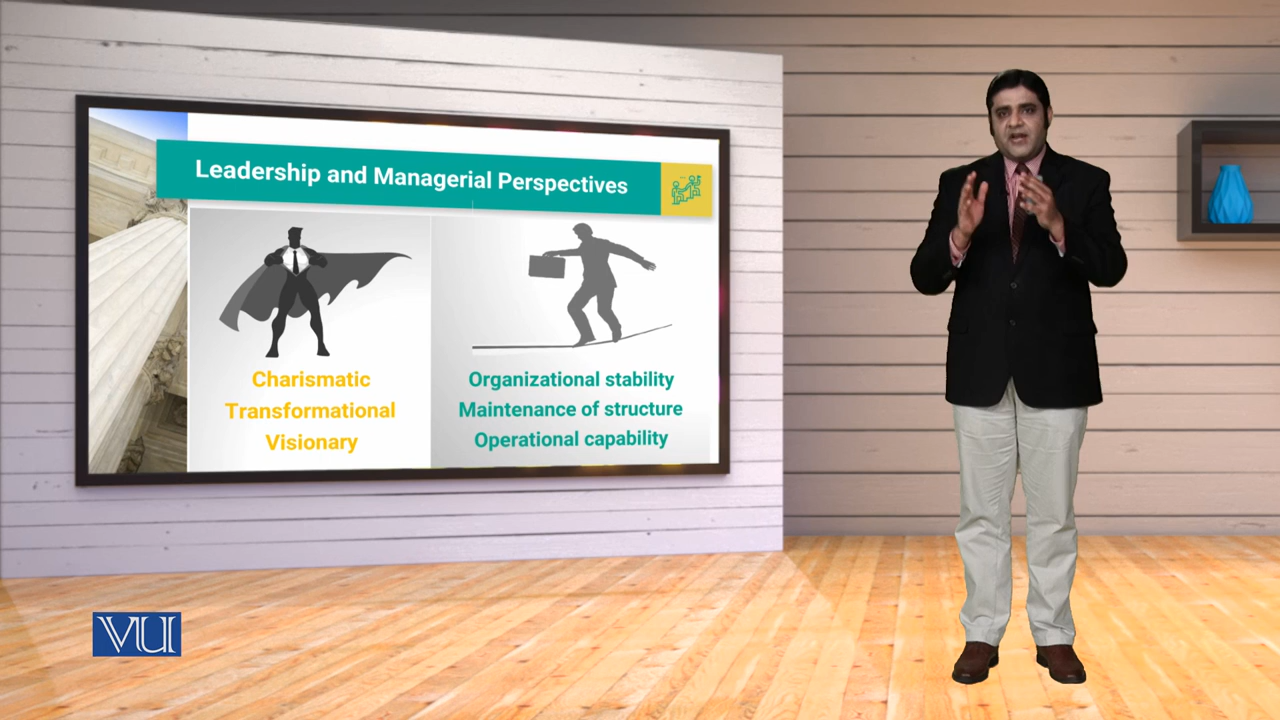 Leadership and Managerial Perspectives
Charismatic
Transformational
Visionary
Organizational stability
Maintenance of structure
Operational capability
VU